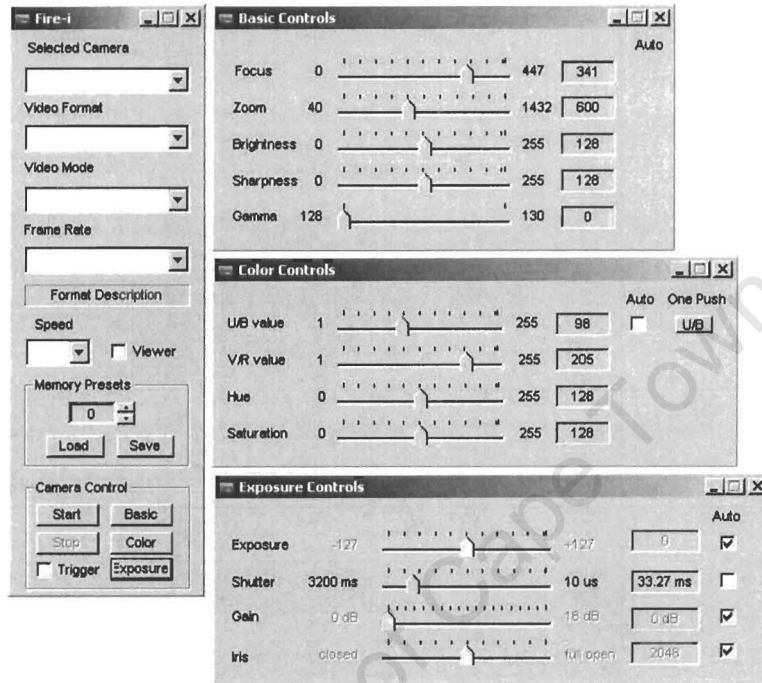 Fire-i
Selected Camera
Video Format
Video Mode
Frame Rate
Format Description
Speed
Viewer
Memory Presets
0
Load Save
Camera Control
Start Basic
Stop Color
Trigger Exposure
Basic Controls
Auto
Focus 0 447 341
Zoom 40 1432 600
Brightness 0 255 128
Sharpness 0 255 128
Gamma 128 130 0
Color Controls
Auto One Push
U/B value 1 255 98 U/B
V/R value 1 255 205
Hue 0 255 128
Saturation 0 255 128
Exposure Controls
Auto
Exposure -127 +127 0
Shutter 3200 ms 10 us 33.27 ms
Gain 0 dB 18 dB 0 dB
Iris closed full open 2048
of Cape Town